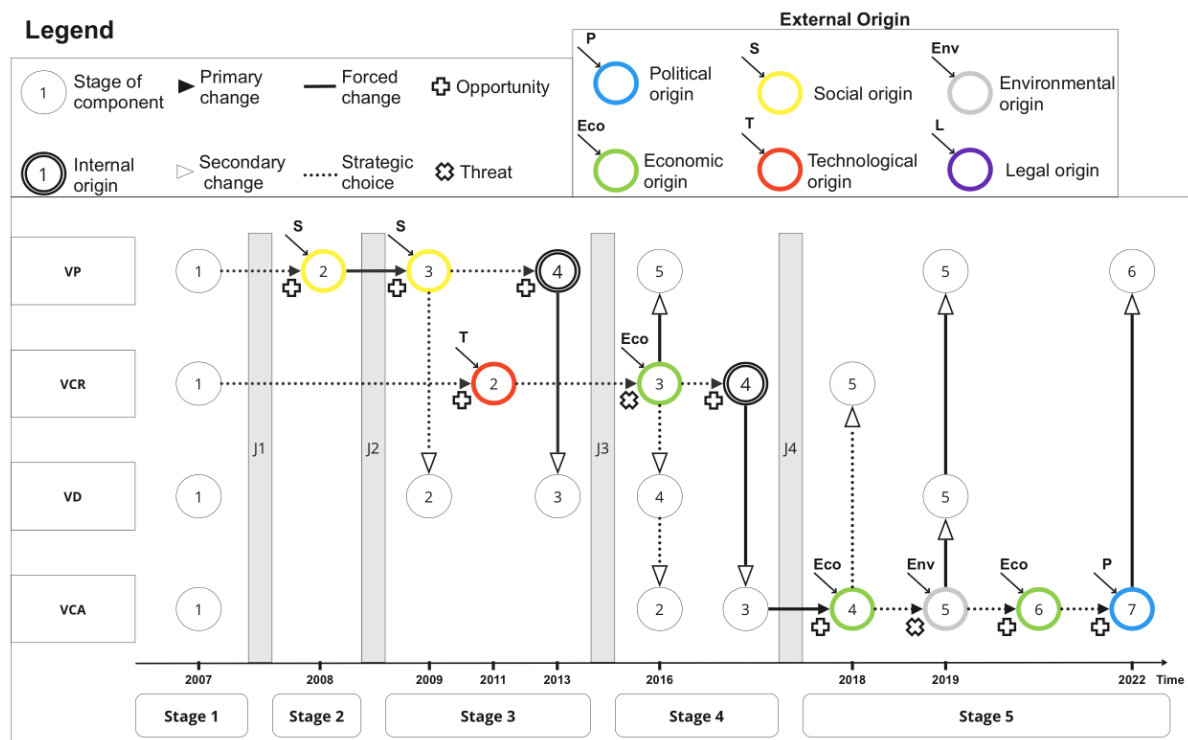 Legend
External Origin
1
Stage of
component
Primary
change
Forced
change
Opportunity
1
Internal
origin
Secondary
change
Strategic
choice
Threat
P
Political
origin
S
Social origin
Env
Environmental
origin
Eco
Economic
origin
T
Technological
origin
L
Legal origin
VP
1
S
2
S
3
4
5
5
6
VCR
1
T
2
Eco
3
4
5
J1
J2
J3
J4
VD
1
2
3
4
5
VCA
1
2
3
Eco
4
Env
5
Eco
6
P
7
2007
2008
2009
2011
2013
2016
2018
2019
2022
Time
Stage 1
Stage 2
Stage 3
Stage 4
Stage 5